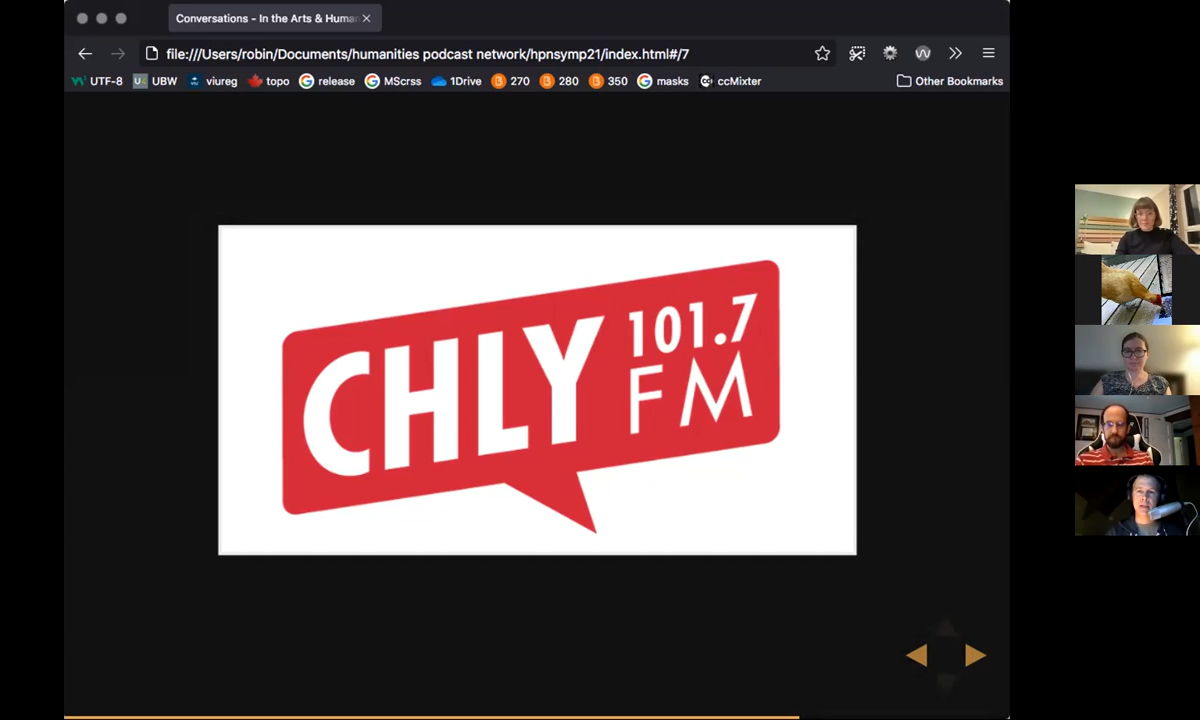 Conversations - In the Arts & Human
file:///Users/robin/Documents/humanities podcast network/hpnsymp21/index.html#/7
UTF-8 UBW viureg topo release MScrss 1Drive 270 280 350 masks ccMixter Other Bookmarks
CHLY 101.7
FM